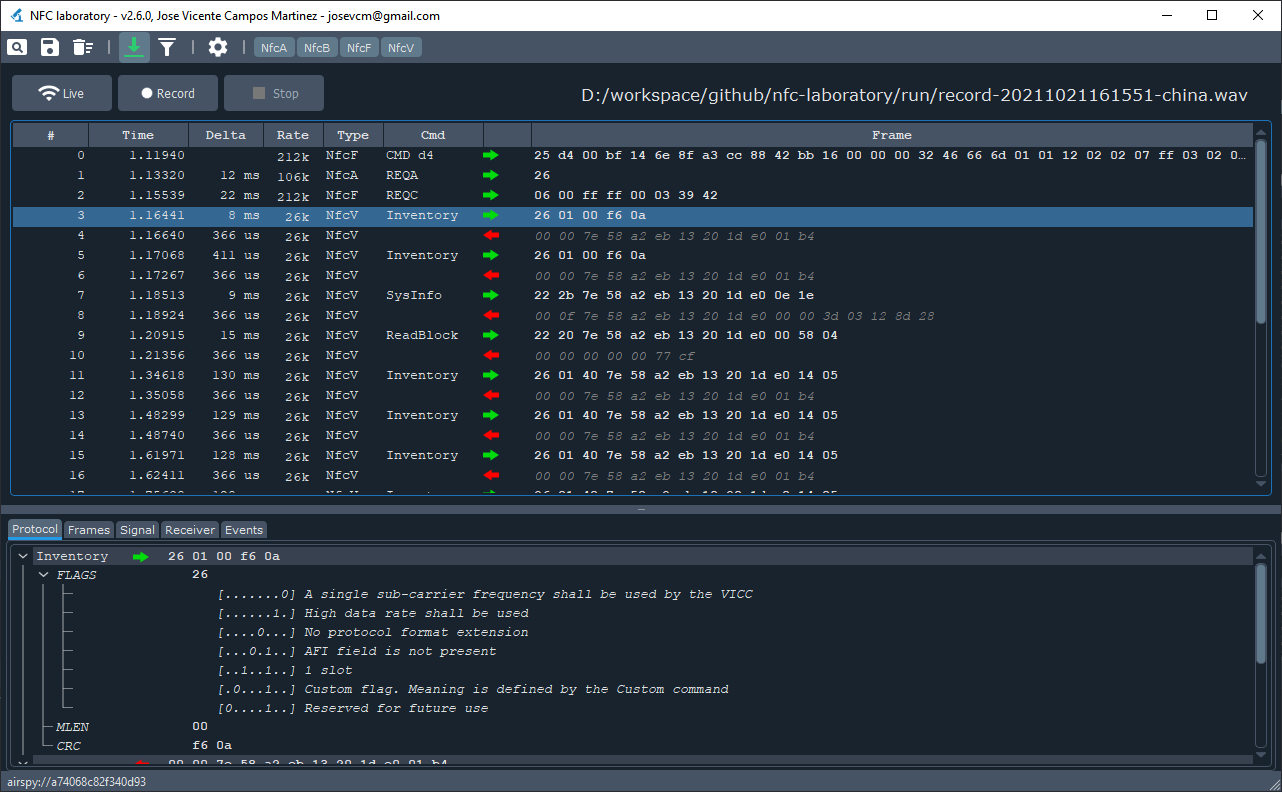 NFC laboratory - v2.6.0, Jose Vicente Campos Martinez - josevcm@gmail.com
NfcA NfcB NfcF NfcV
Live Record Stop D:/workspace/github/nfc-laboratory/run/record-20211021161551-china.wav
# Time Delta Rate Type Cmd Frame
0 1.11940 212k NfcF CMD d4 25 d4 00 bf 14 6e 8f a3 cc 88 42 bb 16 00 00 00 32 46 66 6d 01 01 12 02 02 07 ff 03 02 0...
1 1.13320 12 ms 106k NfcA REQA 26
2 1.15539 22 ms 212k NfcF REQC 06 00 ff ff 00 03 39 42
3 1.16441 8 ms 26k NfcV Inventory 26 01 00 f6 0a
4 1.16640 366 us 26k NfcV 00 00 7e 58 a2 eb 13 20 1d e0 01 b4
5 1.17068 411 us 26k NfcV Inventory 26 01 00 f6 0a
6 1.17267 366 us 26k NfcV 00 00 7e 58 a2 eb 13 20 1d e0 01 b4
7 1.18513 9 ms 26k NfcV SysInfo 22 2b 7e 58 a2 eb 13 20 1d e0 0e 1e
8 1.18924 366 us 26k NfcV 00 0f 7e 58 a2 eb 13 20 1d e0 00 00 3d 03 12 8d 28
9 1.20915 15 ms 26k NfcV ReadBlock 22 20 7e 58 a2 eb 13 20 1d e0 00 58 04
10 1.21356 366 us 26k NfcV 00 00 00 00 00 77 cf
11 1.34618 130 ms 26k NfcV Inventory 26 01 40 7e 58 a2 eb 13 20 1d e0 14 05
12 1.35058 366 us 26k NfcV 00 00 7e 58 a2 eb 13 20 1d e0 01 b4
13 1.48299 129 ms 26k NfcV Inventory 26 01 40 7e 58 a2 eb 13 20 1d e0 14 05
14 1.48740 366 us 26k NfcV 00 00 7e 58 a2 eb 13 20 1d e0 01 b4
15 1.61971 128 ms 26k NfcV Inventory 26 01 40 7e 58 a2 eb 13 20 1d e0 14 05
16 1.62411 366 us 26k NfcV 00 00 7e 58 a2 eb 13 20 1d e0 01 b4
Protocol Frames Signal Receiver Events
Inventory 26 01 00 f6 0a
FLAGS 26
[.......0] A single sub-carrier frequency shall be used by the VICC
[......1.] High data rate shall be used
[....0...] No protocol format extension
[...0.1..] AFI field is not present
[..1..1..] 1 slot
[.0...1..] Custom flag. Meaning is defined by the Custom command
[0....1..] Reserved for future use
MLEN 00
CRC f6 0a
00 00 7e 58 a2 eb 13 20 1d e0 01 b4
airspy://a74068c82f340d93